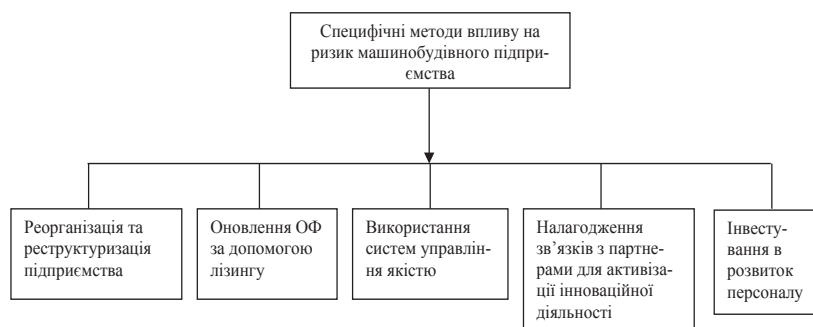 Специфічні методи впливу на
ризик машинобудівного підпри-
ємства
Реорганізація та
реструктуризація
підприємства
Оновлення ОФ
за допомогою
лізингу
Використання
систем управлін-
ня якістю
Налагодження
зв’язків з партне-
рами для активіза-
ції інноваційної
діяльності
Інвесту-
вання в
розвиток
персоналу